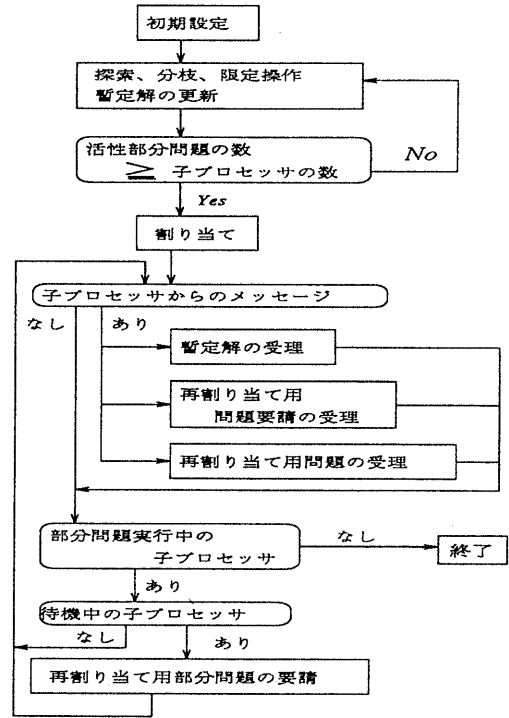 初期設定
探索、分枝、限定操作
暫定解の更新
活性部分問題の数
≧ 子プロセッサの数
No
Yes
割り当て
子プロセッサからのメッセージ
なし
あり
暫定解の受理
再割り当て用
問題要請の受理
再割り当て用問題の受理
部分問題実行中の
子プロセッサ
なし
終了
あり
待機中の子プロセッサ
なし
あり
再割り当て用部分問題の要請